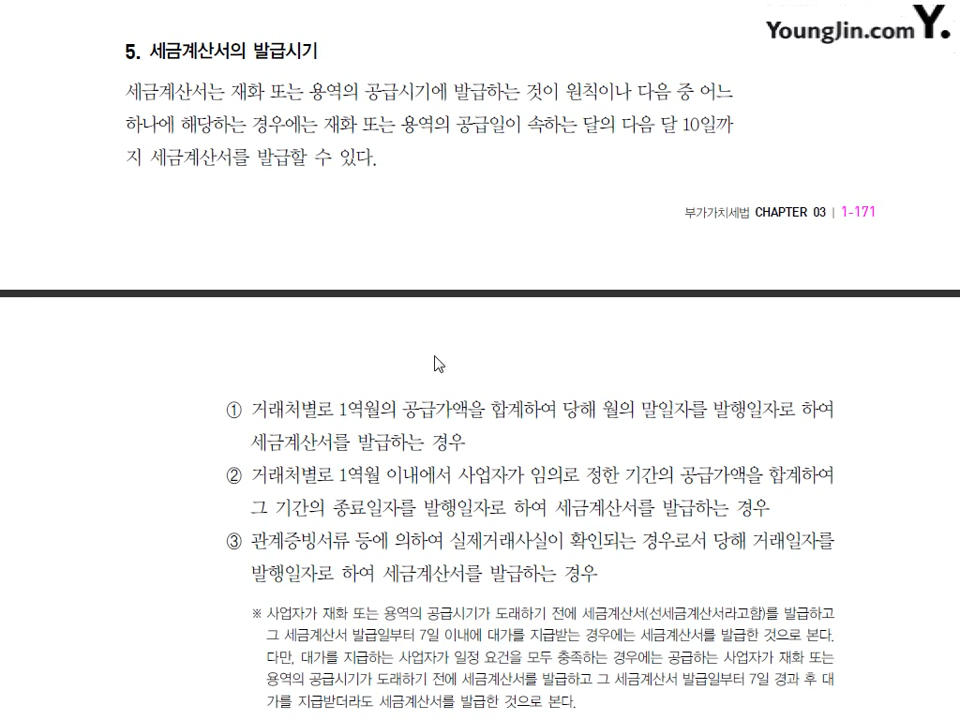 YoungJin.com Y.
5. 세금계산서의 발급시기
세금계산서는 재화 또는 용역의 공급시기에 발급하는 것이 원칙이나 다음 중 어느
하나에 해당하는 경우에는 재화 또는 용역의 공급일이 속하는 달의 다음 달 10일까
지 세금계산서를 발급할 수 있다.
부가가치세법 CHAPTER 03 | 1-171
① 거래처별로 1역월의 공급가액을 합계하여 당해 월의 말일자를 발행일자로 하여
세금계산서를 발급하는 경우
② 거래처별로 1역월 이내에서 사업자가 임의로 정한 기간의 공급가액을 합계하여
그 기간의 종료일자를 발행일자로 하여 세금계산서를 발급하는 경우
③ 관계증빙서류 등에 의하여 실제거래사실이 확인되는 경우로서 당해 거래일자를
발행일자로 하여 세금계산서를 발급하는 경우
※ 사업자가 재화 또는 용역의 공급시기가 도래하기 전에 세금계산서(선세금계산서라고함)를 발급하고
그 세금계산서 발급일부터 7일 이내에 대가를 지급받는 경우에는 세금계산서를 발급한 것으로 본다.
다만, 대가를 지급하는 사업자가 일정 요건을 모두 충족하는 경우에는 공급하는 사업자가 재화 또는
용역의 공급시기가 도래하기 전에 세금계산서를 발급하고 그 세금계산서 발급일부터 7일 경과 후 대
가를 지급받더라도 세금계산서를 발급한 것으로 본다.